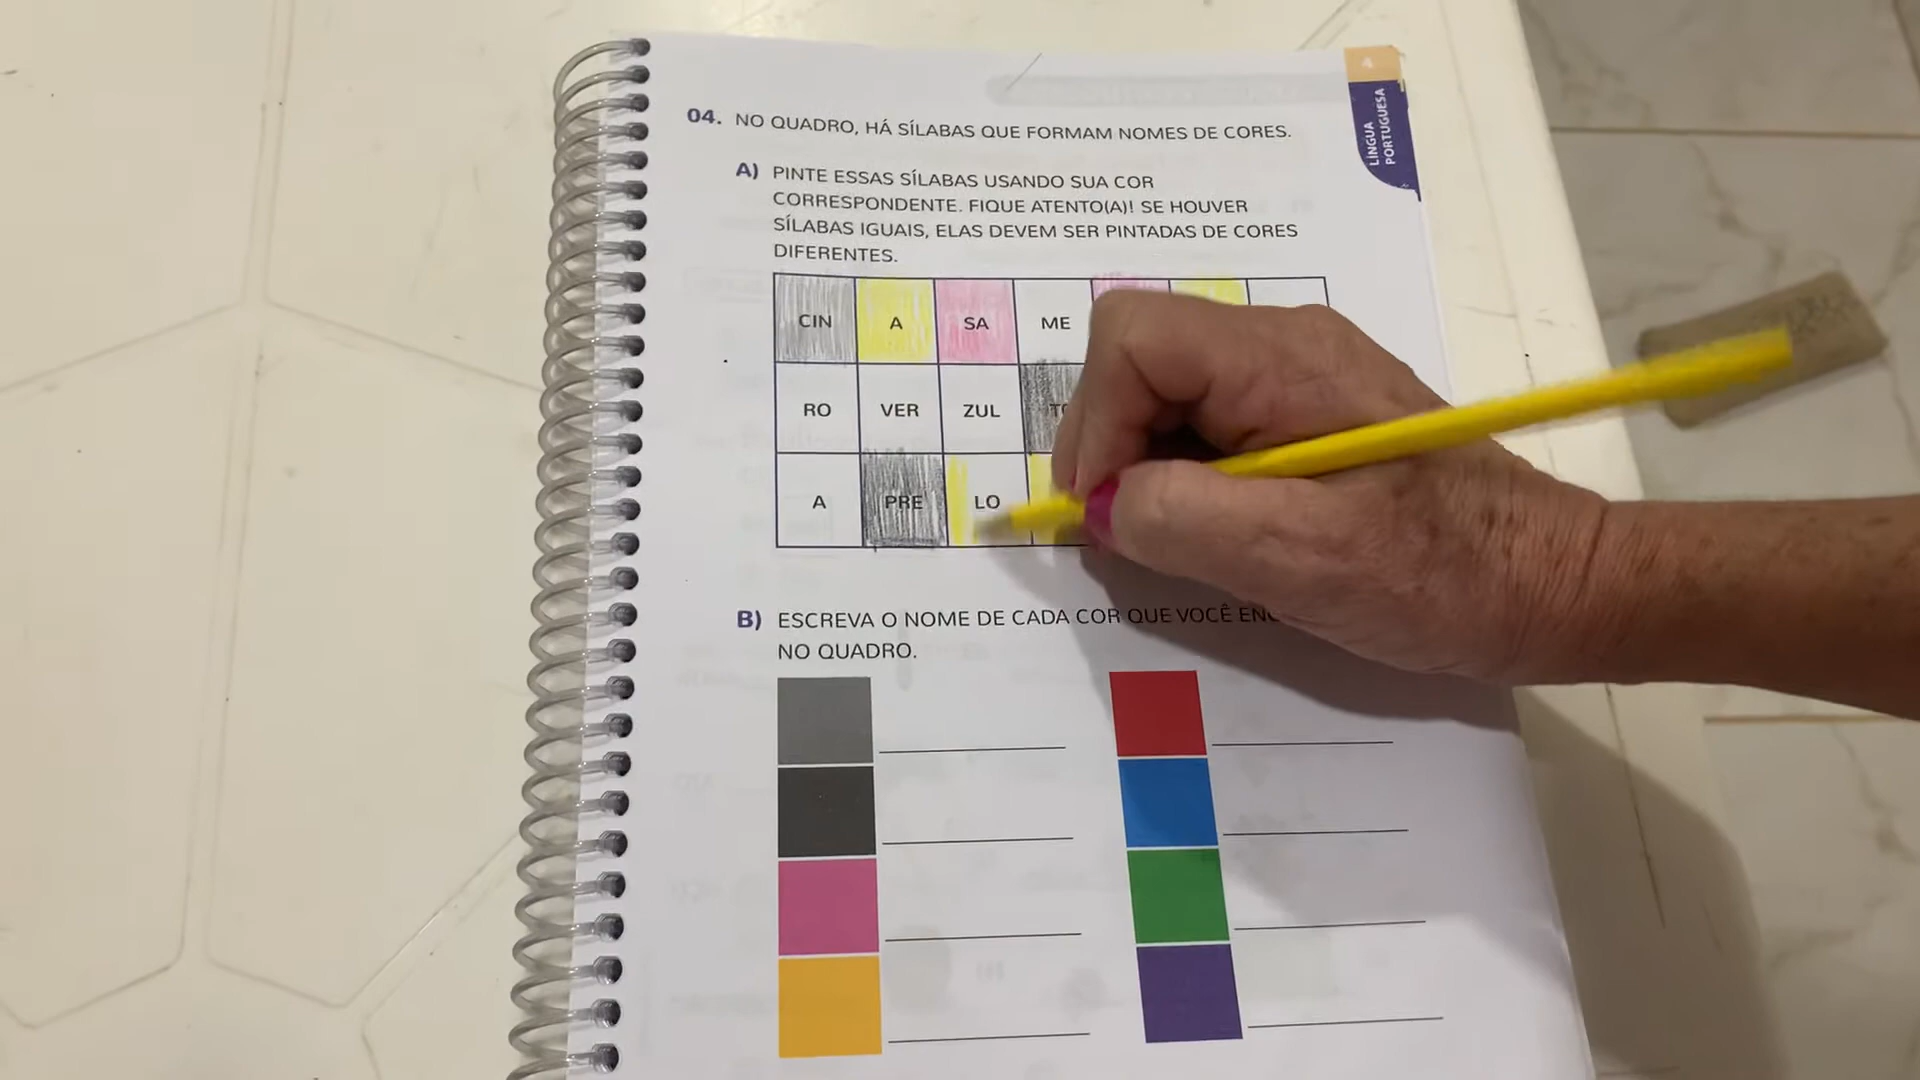 4
LÍNGUA
PORTUGUESA
04. NO QUADRO, HÁ SÍLABAS QUE FORMAM NOMES DE CORES.
A) PINTE ESSAS SÍLABAS USANDO SUA COR
CORRESPONDENTE. FIQUE ATENTO(A)! SE HOUVER
SÍLABAS IGUAIS, ELAS DEVEM SER PINTADAS DE CORES
DIFERENTES.
CIN A SA ME
RO VER ZUL TO
A PRE LO
B) ESCREVA O NOME DE CADA COR QUE VOCÊ
NO QUADRO.